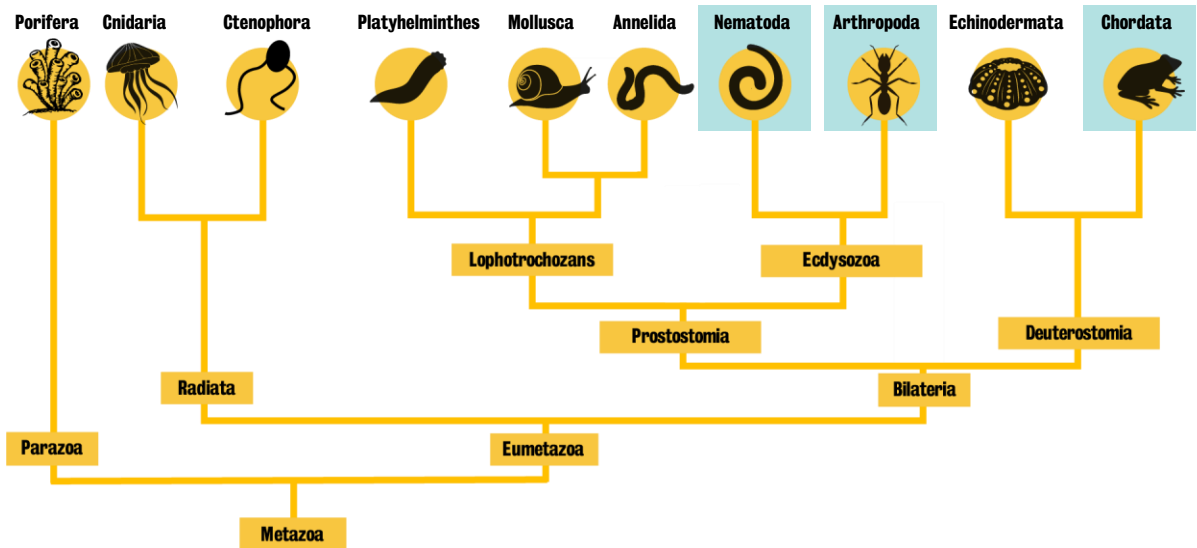 Porifera Cnidaria Ctenophora Platyhelminthes Mollusca Annelida Nematoda Arthropoda Echinodermata Chordata
Lophotrochozans Ecdysozoa
Prostostomia Deuterostomia
Radiata Bilateria
Parazoa Eumetazoa
Metazoa